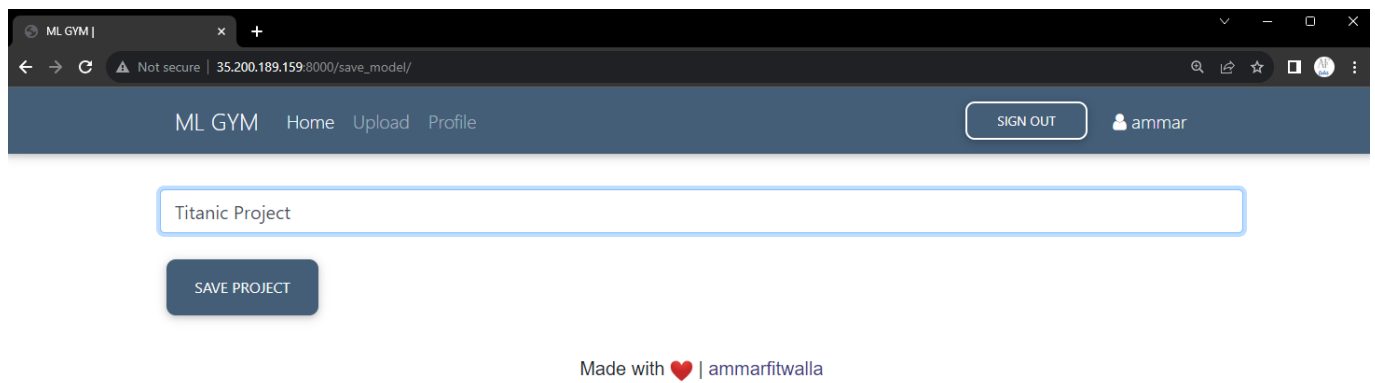 ML GYM |
Not secure | 35.200.189.159:8000/save_model/
ML GYM Home Upload Profile SIGN OUT ammar
Titanic Project
SAVE PROJECT
Made with ❤️ | ammarfitwalla